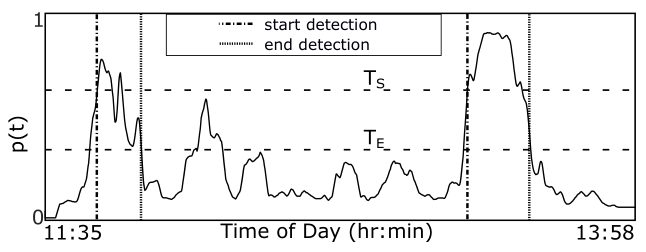 1
start detection
end detection
T_S
T_E
p(t)
0
11:35 Time of Day (hr:min) 13:58